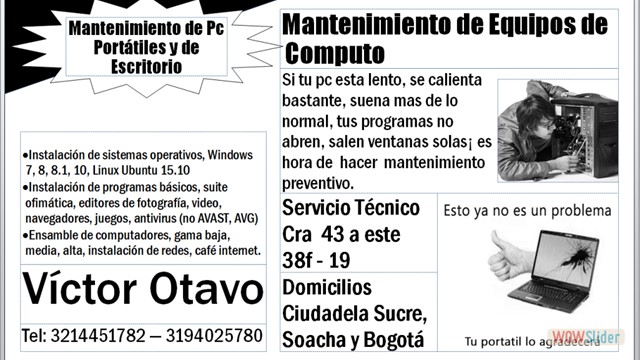 Mantenimiento de Pc
Portátiles y de
Escritorio
•Instalación de sistemas operativos, Windows
7, 8, 8.1, 10, Linux Ubuntu 15.10
•Instalación de programas básicos, suite
ofimática, editores de fotografía, video,
navegadores, juegos, antivirus (no AVAST, AVG)
•Ensamble de computadores, gama baja,
media, alta, instalación de redes, café internet.
Víctor Otavo
Tel: 3214451782 — 3194025780
Mantenimiento de Equipos de
Computo
Si tu pc esta lento, se calienta
bastante, suena mas de lo
normal, tus programas no
abren, salen ventanas solas¡ es
hora de hacer mantenimiento
preventivo.
Servicio Técnico
Cra 43 a este
38f - 19
Domicilios
Ciudadela Sucre,
Soacha y Bogotá
Esto ya no es un problema
Tu portatil lo agradecerá
WOWSlider